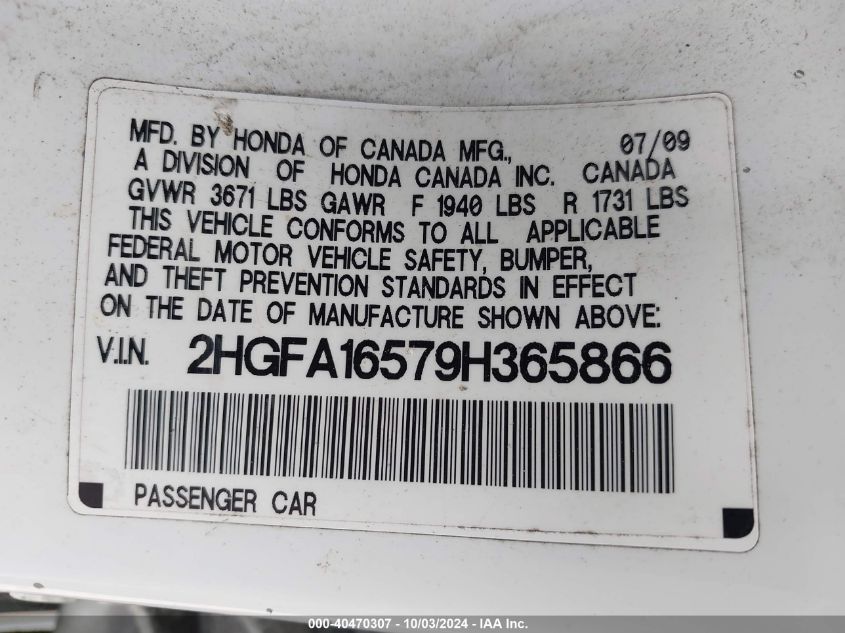 MFD. BY HONDA OF CANADA MFG., 07/09
A DIVISION OF HONDA CANADA INC. CANADA
GVWR 3671 LBS GAWR F 1940 LBS R 1731 LBS
THIS VEHICLE CONFORMS TO ALL APPLICABLE
FEDERAL MOTOR VEHICLE SAFETY, BUMPER,
AND THEFT PREVENTION STANDARDS IN EFFECT
ON THE DATE OF MANUFACTURE SHOWN ABOVE:
V.I.N. 2HGFA16579H365866
PASSENGER CAR
000-40470307 - 10/03/2024 - IAA Inc.